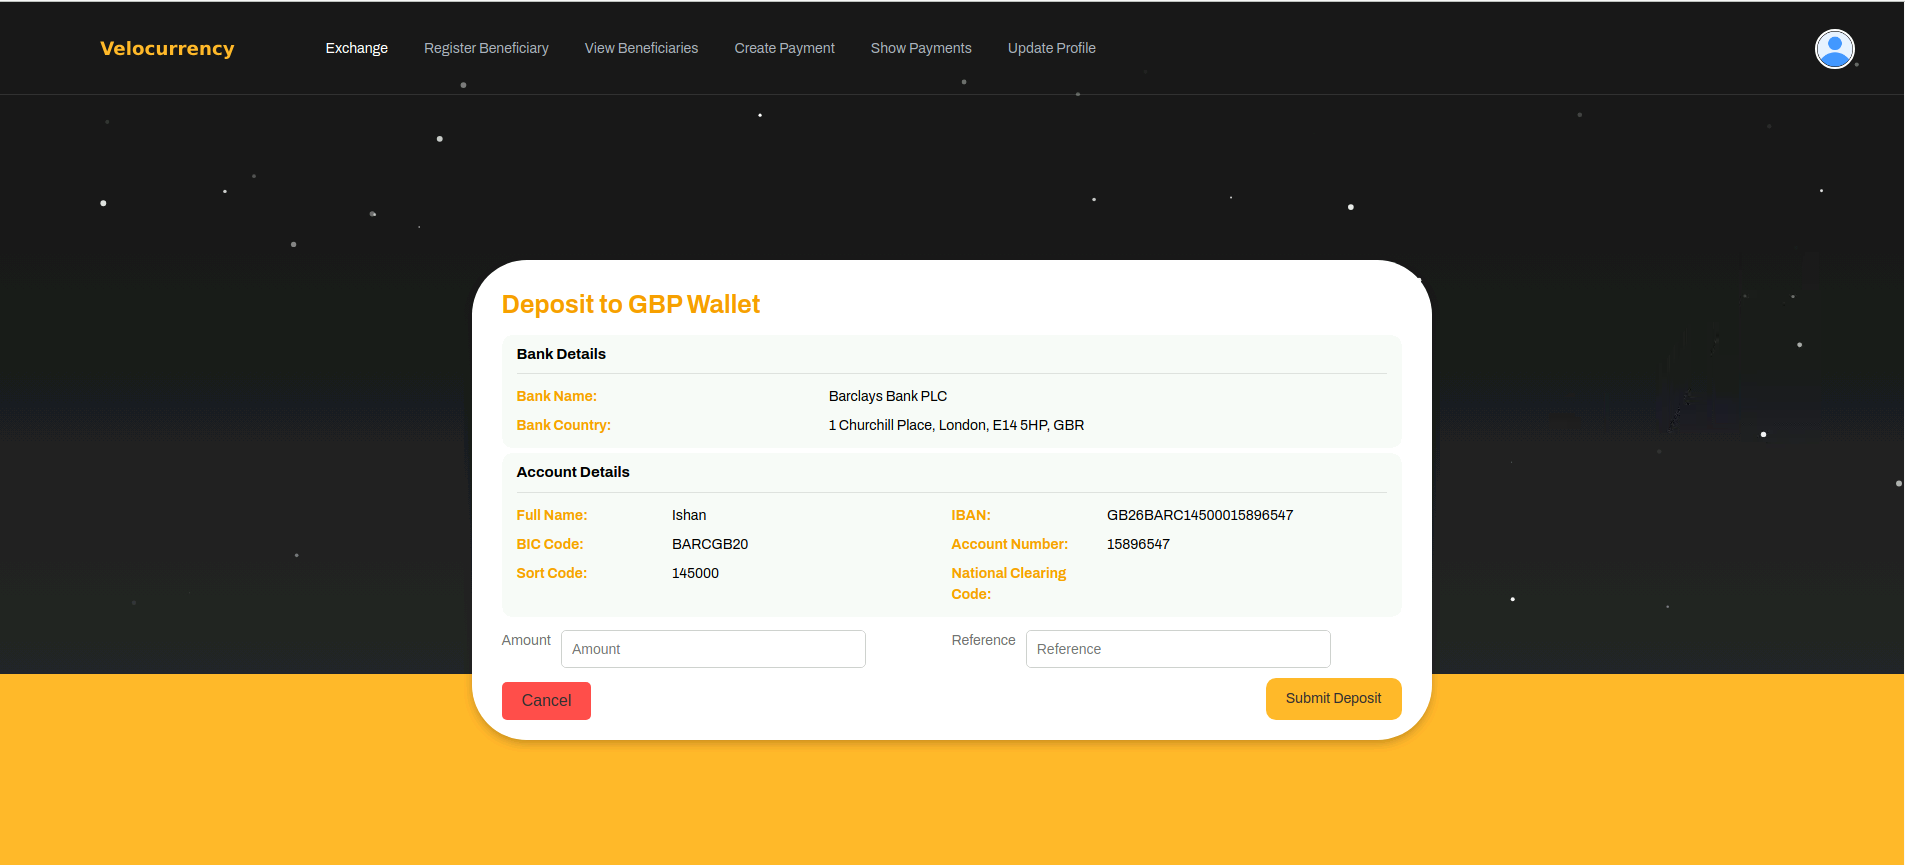 Velocurrency
Exchange Register Beneficiary View Beneficiaries Create Payment Show Payments Update Profile
Deposit to GBP Wallet
Bank Details
Bank Name: Barclays Bank PLC
Bank Country: 1 Churchill Place, London, E14 5HP, GBR
Account Details
Full Name: Ishan IBAN: GB26BARC14500015896547
BIC Code: BARCGB20 Account Number: 15896547
Sort Code: 145000 National Clearing
Code:
Amount Amount Reference Reference
Cancel Submit Deposit